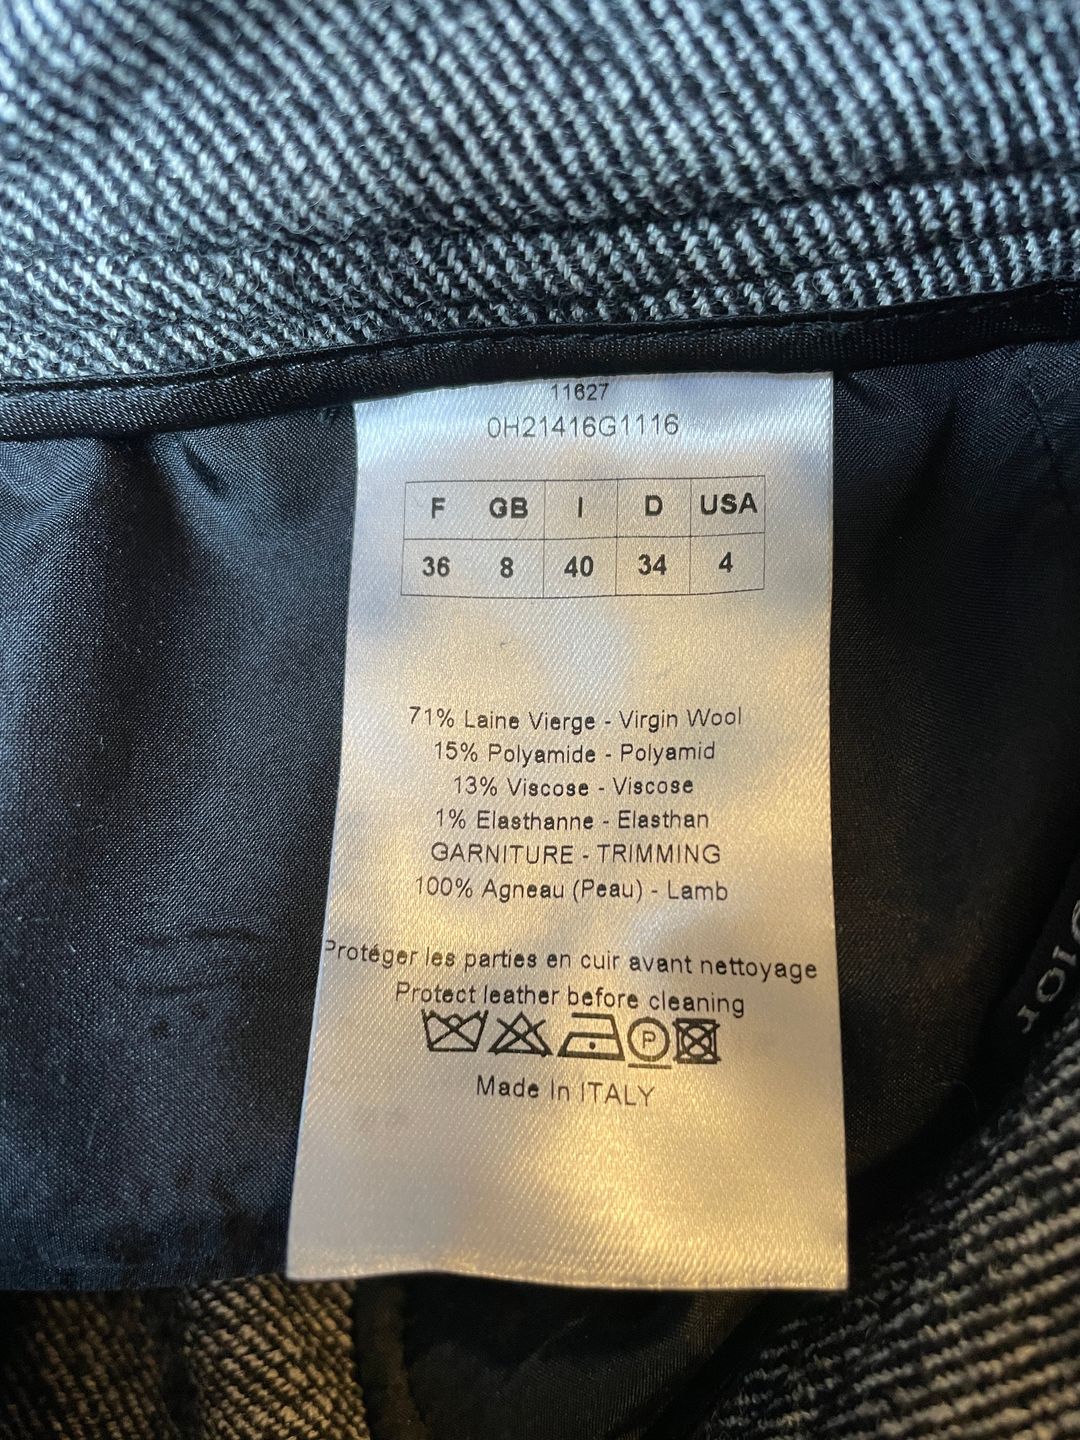 11627
0H21416G1116
F GB I D USA
36 8 40 34 4
71% Laine Vierge - Virgin Wool
15% Polyamide - Polyamid
13% Viscose - Viscose
1% Elasthanne - Elasthan
GARNITURE - TRIMMING
100% Agneau (Peau) - Lamb
Protéger les parties en cuir avant nettoyage
Protect leather before cleaning
P
Made In ITALY